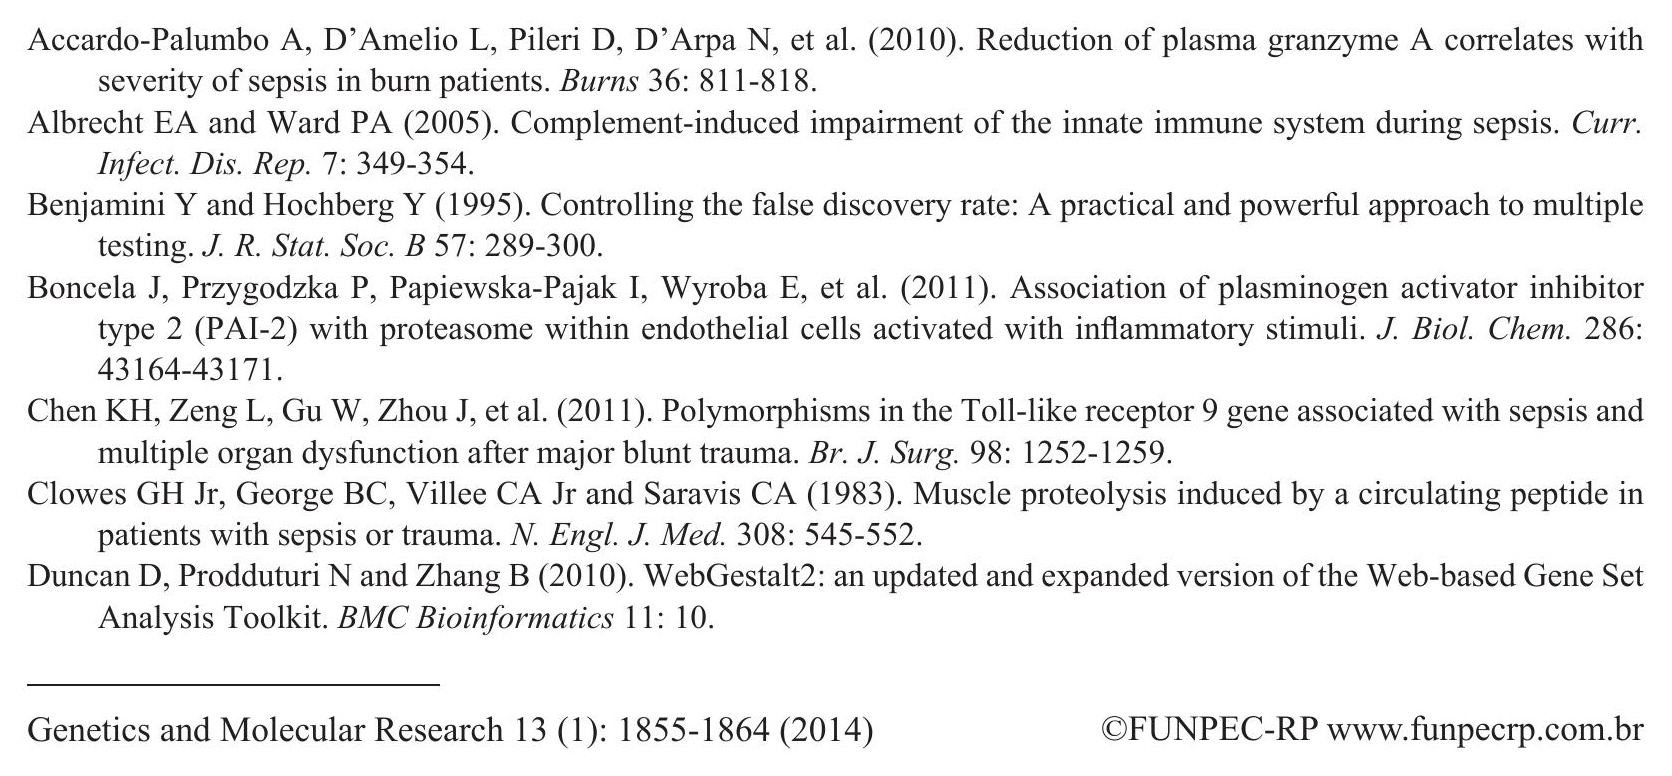 Accardo-Palumbo A, D’Amelio L, Pileri D, D’Arpa N, et al. (2010). Reduction of plasma granzyme A correlates with
severity of sepsis in burn patients. Burns 36: 811-818.
Albrecht EA and Ward PA (2005). Complement-induced impairment of the innate immune system during sepsis. Curr.
Infect. Dis. Rep. 7: 349-354.
Benjamini Y and Hochberg Y (1995). Controlling the false discovery rate: A practical and powerful approach to multiple
testing. J. R. Stat. Soc. B 57: 289-300.
Boncela J, Przygodzka P, Papiewska-Pajak I, Wyroba E, et al. (2011). Association of plasminogen activator inhibitor
type 2 (PAI-2) with proteasome within endothelial cells activated with inflammatory stimuli. J. Biol. Chem. 286:
43164-43171.
Chen KH, Zeng L, Gu W, Zhou J, et al. (2011). Polymorphisms in the Toll-like receptor 9 gene associated with sepsis and
multiple organ dysfunction after major blunt trauma. Br. J. Surg. 98: 1252-1259.
Clowes GH Jr, George BC, Villee CA Jr and Saravis CA (1983). Muscle proteolysis induced by a circulating peptide in
patients with sepsis or trauma. N. Engl. J. Med. 308: 545-552.
Duncan D, Prodduturi N and Zhang B (2010). WebGestalt2: an updated and expanded version of the Web-based Gene Set
Analysis Toolkit. BMC Bioinformatics 11: 10.
Genetics and Molecular Research 13 (1): 1855-1864 (2014) ©FUNPEC-RP www.funpecrp.com.br